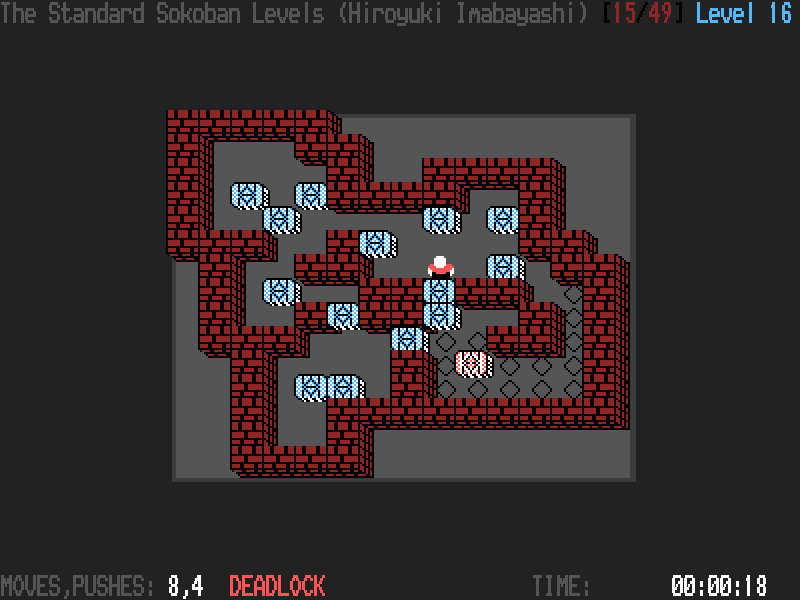 The Standard Sokoban Levels (Hiroyuki Imabayashi) [15/49] Level 16
MOVES,PUSHES: 8,4 DEADLOCK TIME: 00:00:18